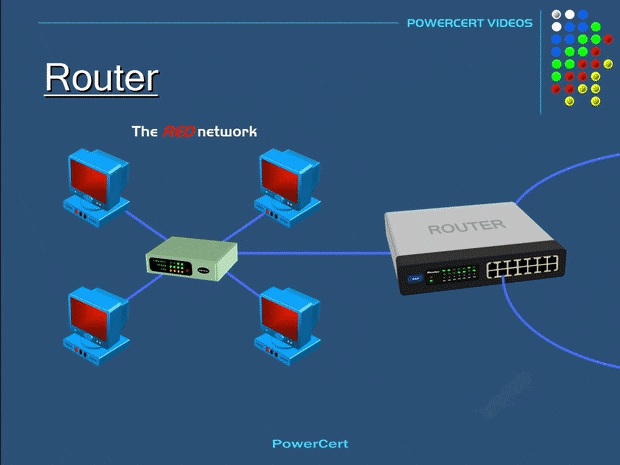 POWERCERT VIDEOS
Router
The RED network
ROUTER
PowerCert